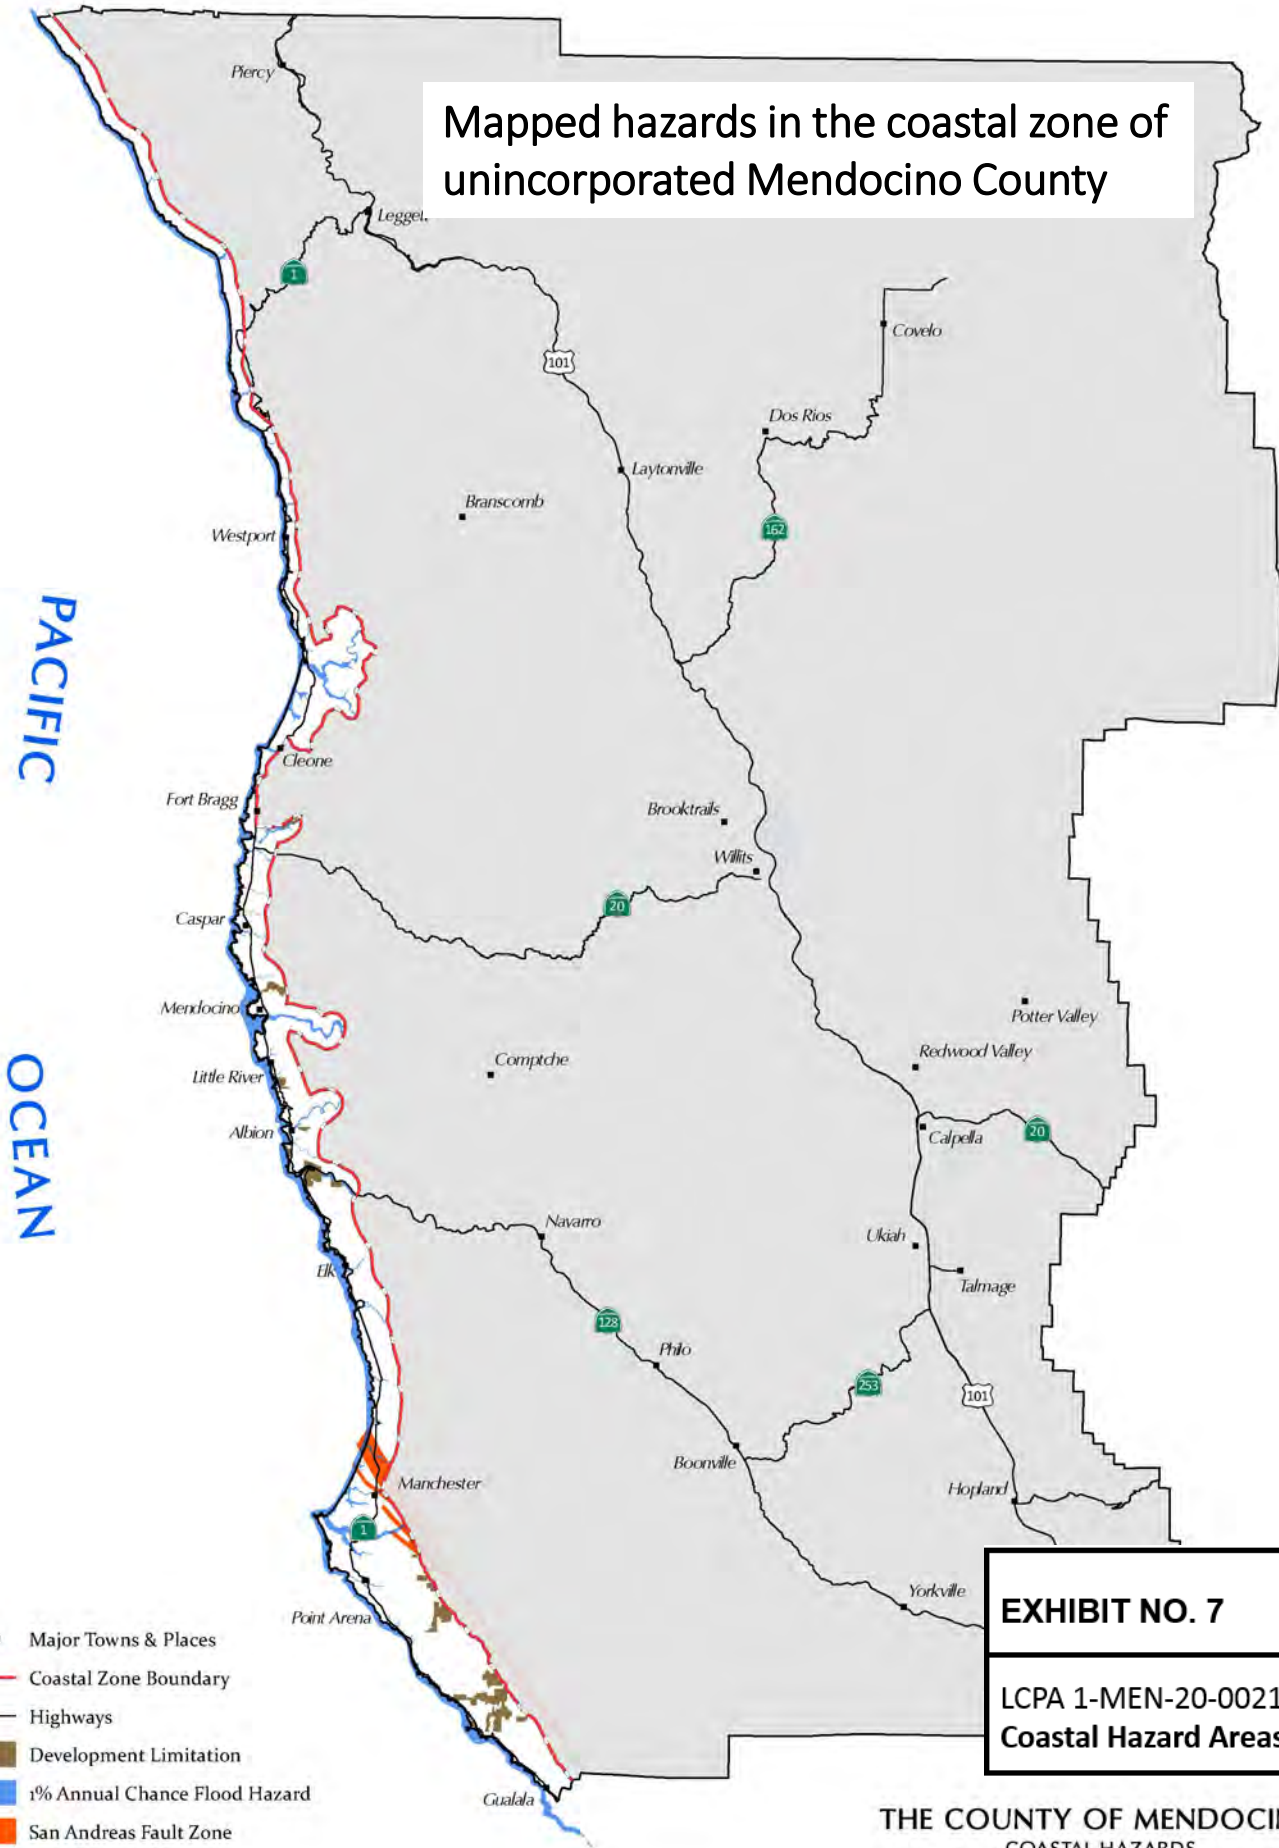 Piercy
Mapped hazards in the coastal zone of
unincorporated Mendocino County
1
Covelo
101
Dos Rios
Laytonville
Branscomb
162
Westport
PACIFIC
Cleone
Fort Bragg
Brooktrails
Willits
20
Caspar
Mendocino
Potter Valley
Redwood Valley
Comptche
Little River
OCEAN
Albion
Calpella
20
Navarro
Ukiah
Elk
Talmage
128
Philo
253
101
Boonville
Manchester
Hopland
1
Yorkville
Point Arena
EXHIBIT NO. 7
Major Towns & Places
Coastal Zone Boundary
LCPA 1-MEN-20-0021
Coastal Hazard Areas
Highways
Development Limitation
1% Annual Chance Flood Hazard
Gualala
San Andreas Fault Zone
THE COUNTY OF